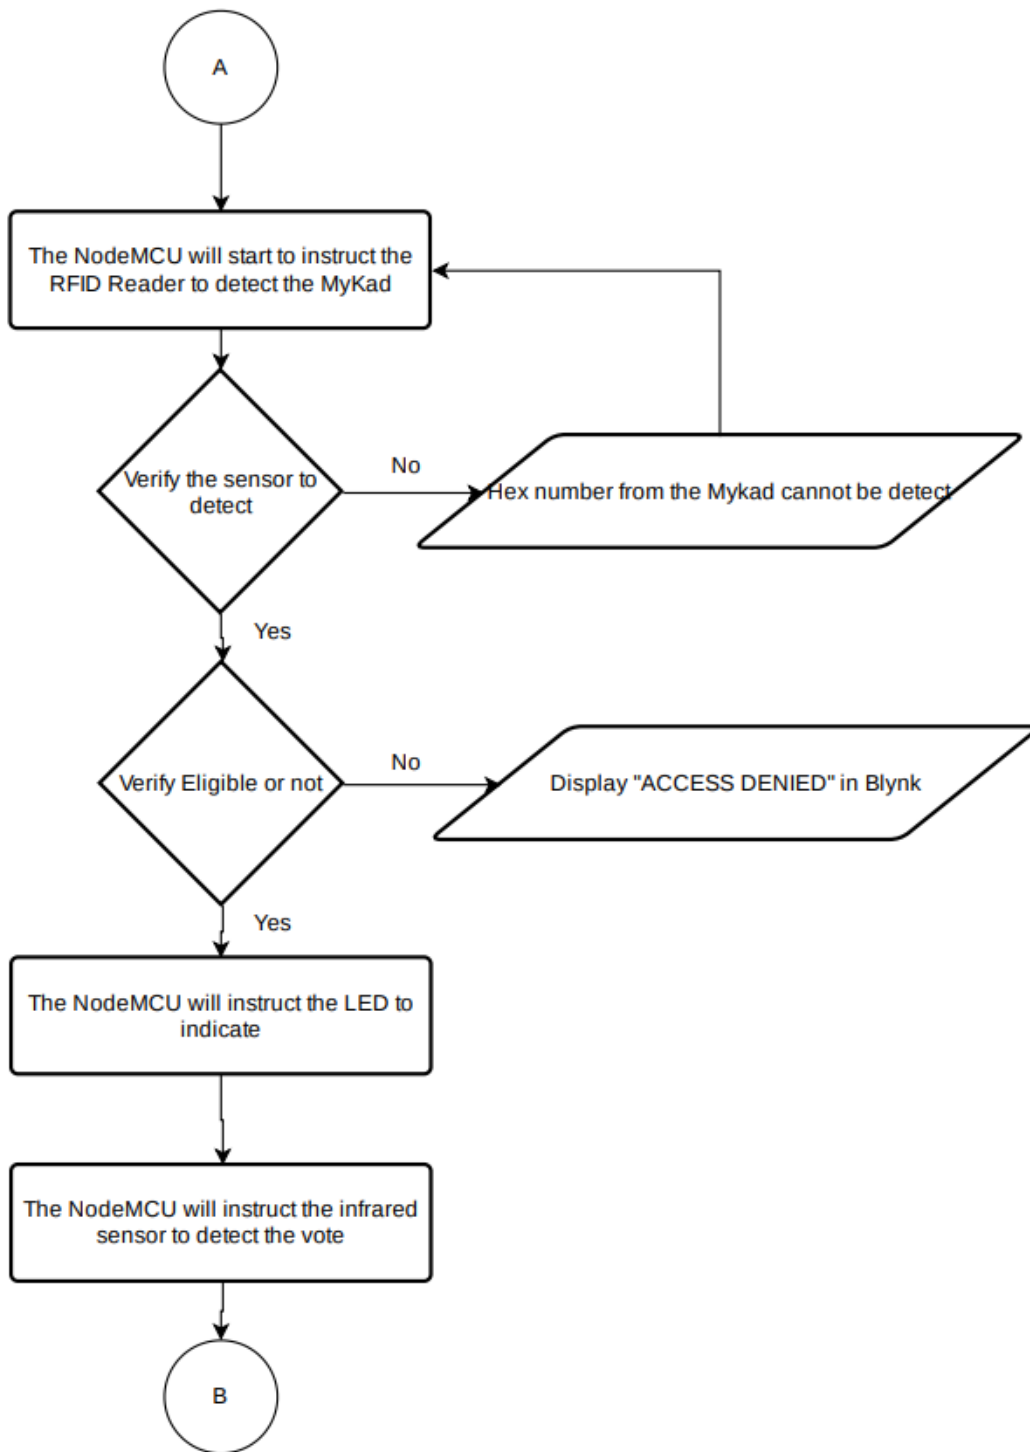 A
The NodeMCU will start to instruct the
RFID Reader to detect the MyKad
Verify the sensor to
detect
No
Hex number from the Mykad cannot be detect
Yes
Verify Eligible or not
No
Display "ACCESS DENIED" in Blynk
Yes
The NodeMCU will instruct the LED to
indicate
The NodeMCU will instruct the infrared
sensor to detect the vote
B